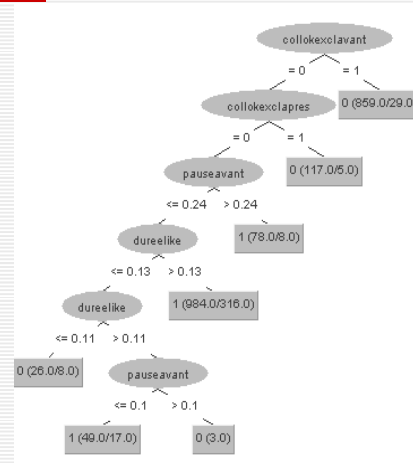 collokexclavant
= 0 = 1
collokexclapres 0 (859.0/29.0
= 0 = 1
pauseavant 0 (117.0/5.0)
<= 0.24 > 0.24
dureelike 1 (78.0/8.0)
<= 0.13 > 0.13
dureelike 1 (984.0/316.0)
<= 0.11 > 0.11
0 (26.0/8.0) pauseavant
<= 0.1 > 0.1
1 (49.0/17.0) 0 (3.0)